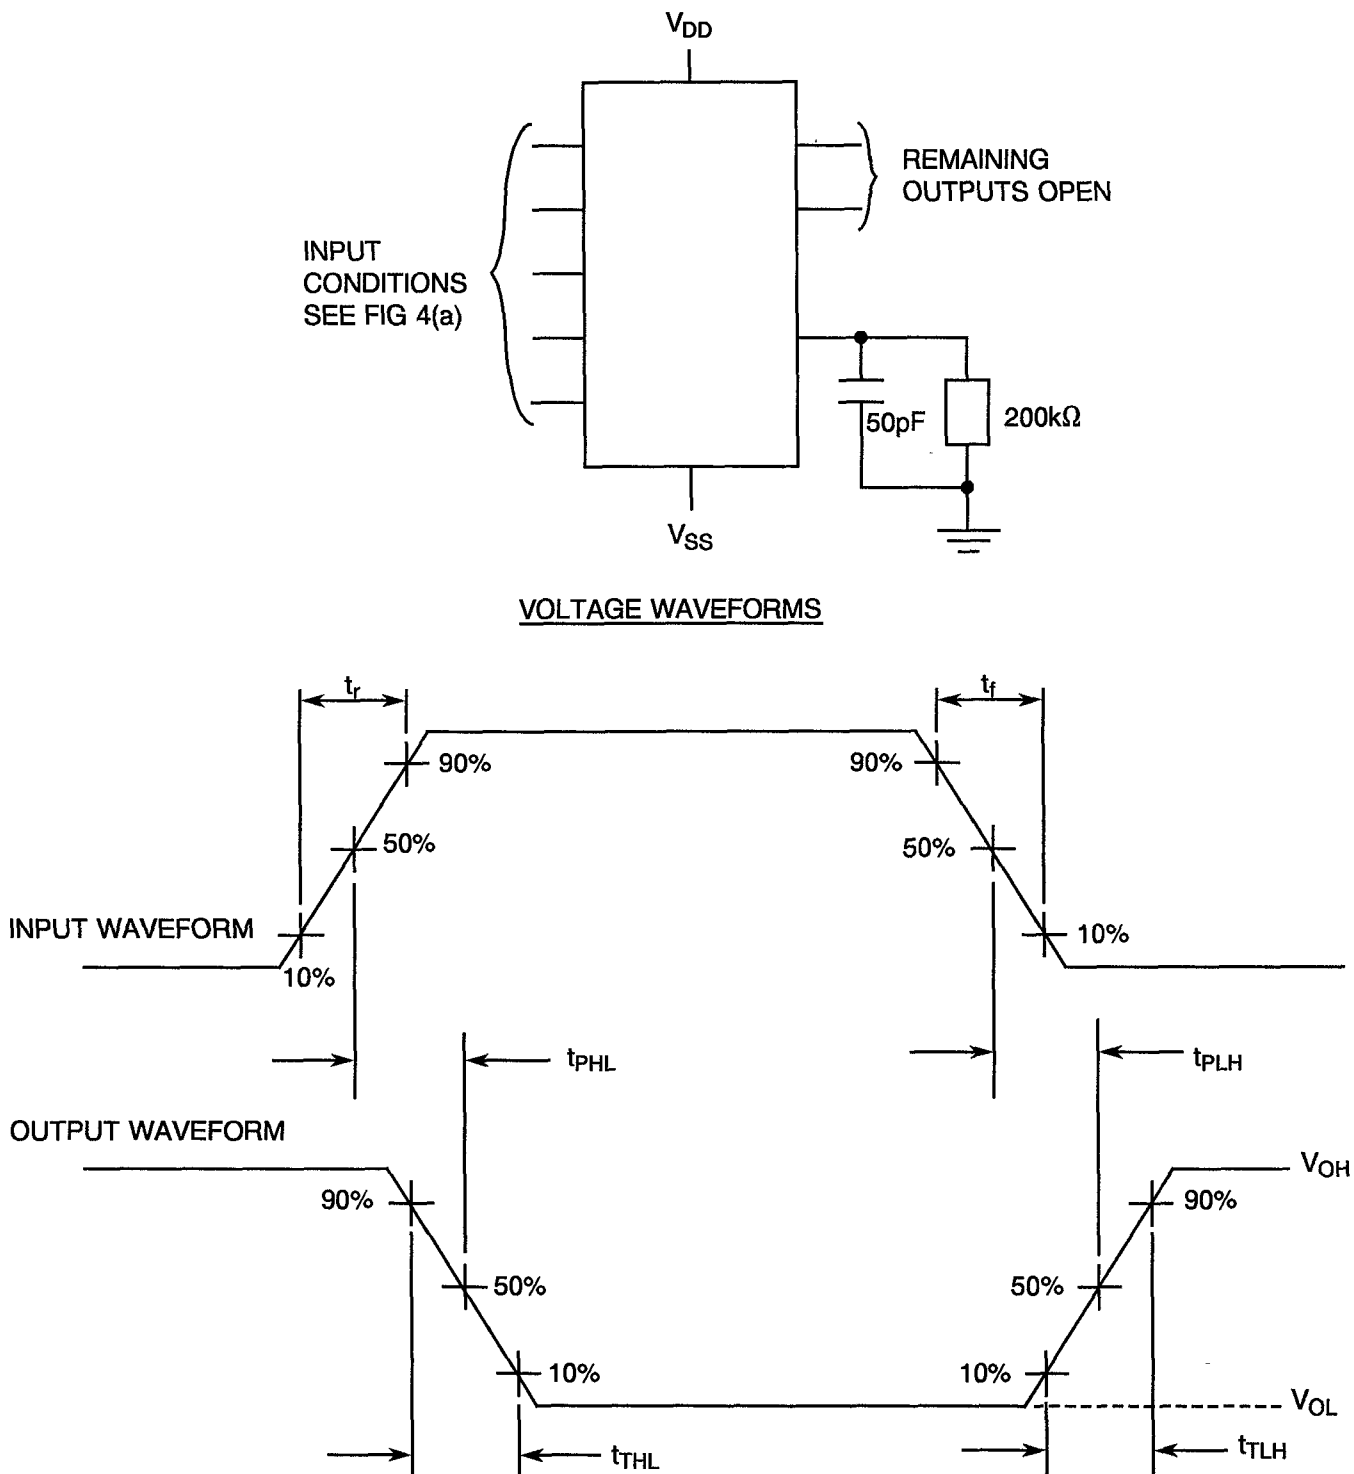 VDD
REMAINING
OUTPUTS OPEN
INPUT
CONDITIONS
SEE FIG 4(a)
50pF
200kΩ
VSS
VOLTAGE WAVEFORMS
tr
tf
90%
90%
50%
50%
INPUT WAVEFORM
10%
10%
tPHL
tPLH
OUTPUT WAVEFORM
VOH
90%
90%
50%
50%
10%
10%
VOL
tTHL
tTLH